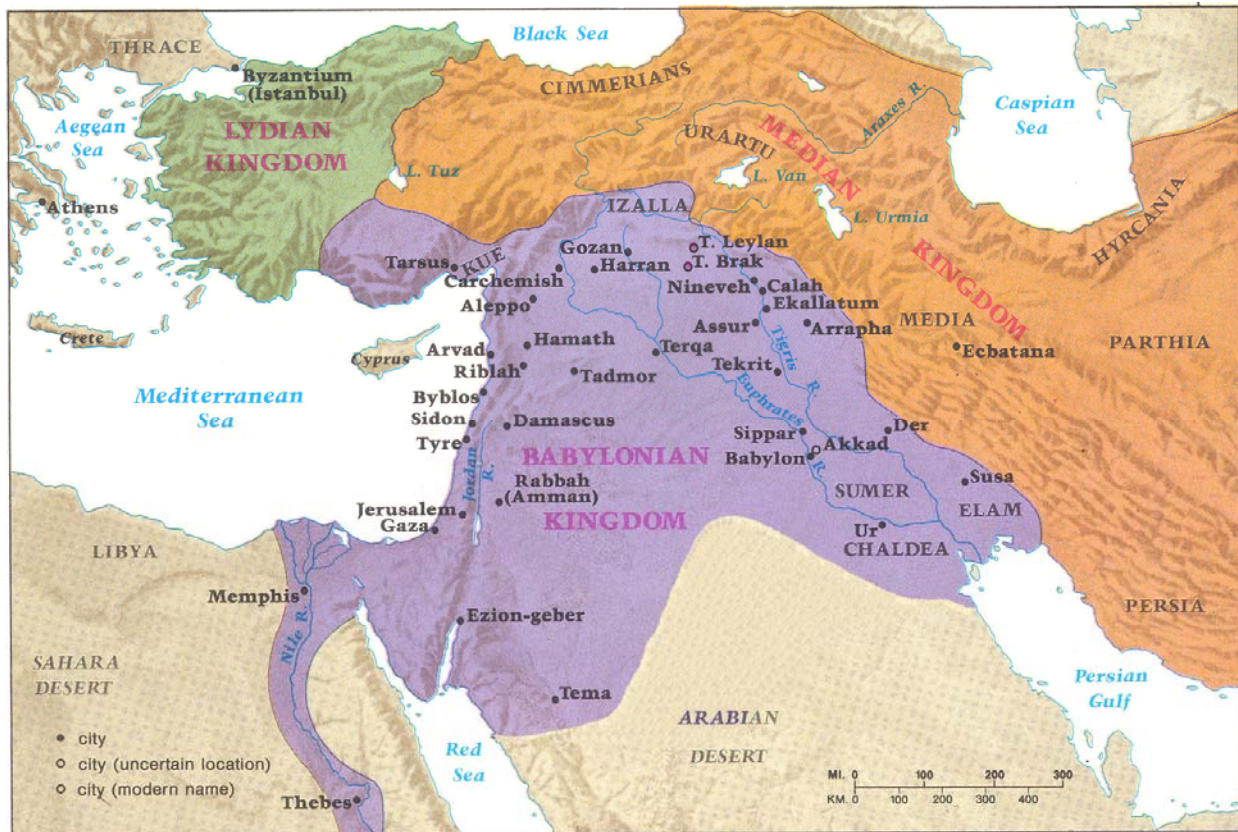 Black Sea
THRACE
Byzantium
(Istanbul)
CIMMERIANS
Caspian
Sea
Aegean
Sea
LYDIAN
KINGDOM
URARTU
MEDIAN
Araxes R.
L. Tuz
L. Van
Athens
IZALLA
L. Urmia
HYRCANIA
Tarsus
KUE
Gozan
T. Leylan
Carchemish
Harran
T. Brak
KINGDOM
Nineveh
Calah
Aleppo
Ekallatum
Assur
Arrapha
MEDIA
Crete
Cyprus
Arvad
Hamath
Terqa
Tigris
R.
Ecbatana
PARTHIA
Riblah
Tadmor
Tekrit
Mediterranean
Sea
Byblos
Euphrates
R.
Sidon
Damascus
Sippar
Akkad
Der
Tyre
BABYLONIAN
KINGDOM
Babylon
Jordan
R.
Rabbah
(Amman)
SUMER
Susa
ELAM
Jerusalem
Gaza
Ur
CHALDEA
LIBYA
Memphis
Nile R.
Ezion-geber
PERSIA
SAHARA
DESERT
Tema
Persian
Gulf
ARABIAN
DESERT
Red
Sea
city
city (uncertain location)
city (modern name)
Thebes
MI. 0 100 200 300
KM. 0 100 200 300 400